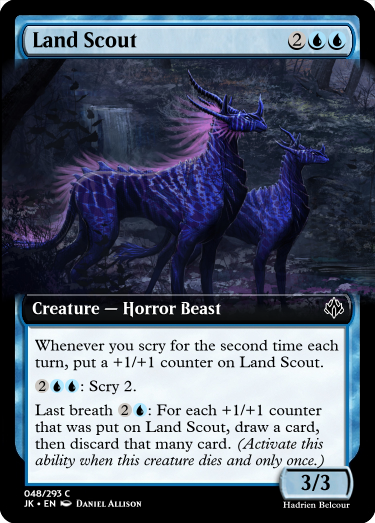 Land Scout 2
Creature — Horror Beast
Whenever you scry for the second time each
turn, put a +1/+1 counter on Land Scout.
2: Scry 2.
Last breath 2: For each +1/+1 counter
that was put on Land Scout, draw a card,
then discard that many card. (Activate this
ability when this creature dies and only once.)
3/3
048/293 C
JK • EN Daniel Allison
Hadrien Belcour